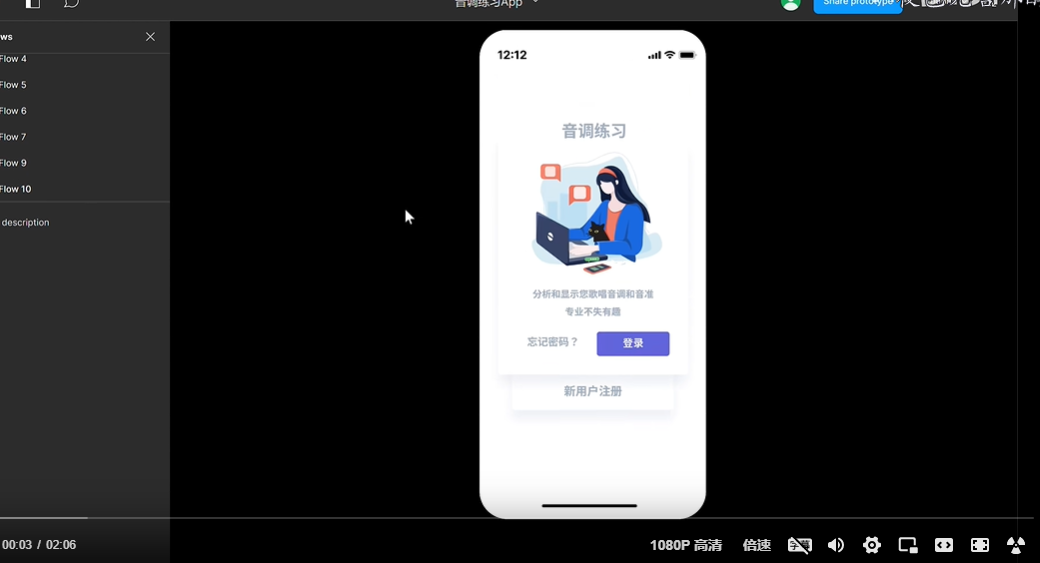 音调练习App
Share prototype
ws
Flow 4
Flow 5
Flow 6
Flow 7
Flow 9
Flow 10
description
12:12
音调练习
分析和显示您歌唱音调和音准
专业不失有趣
忘记密码？
登录
新用户注册
00:03 / 02:06
1080P 高清
倍速
字幕